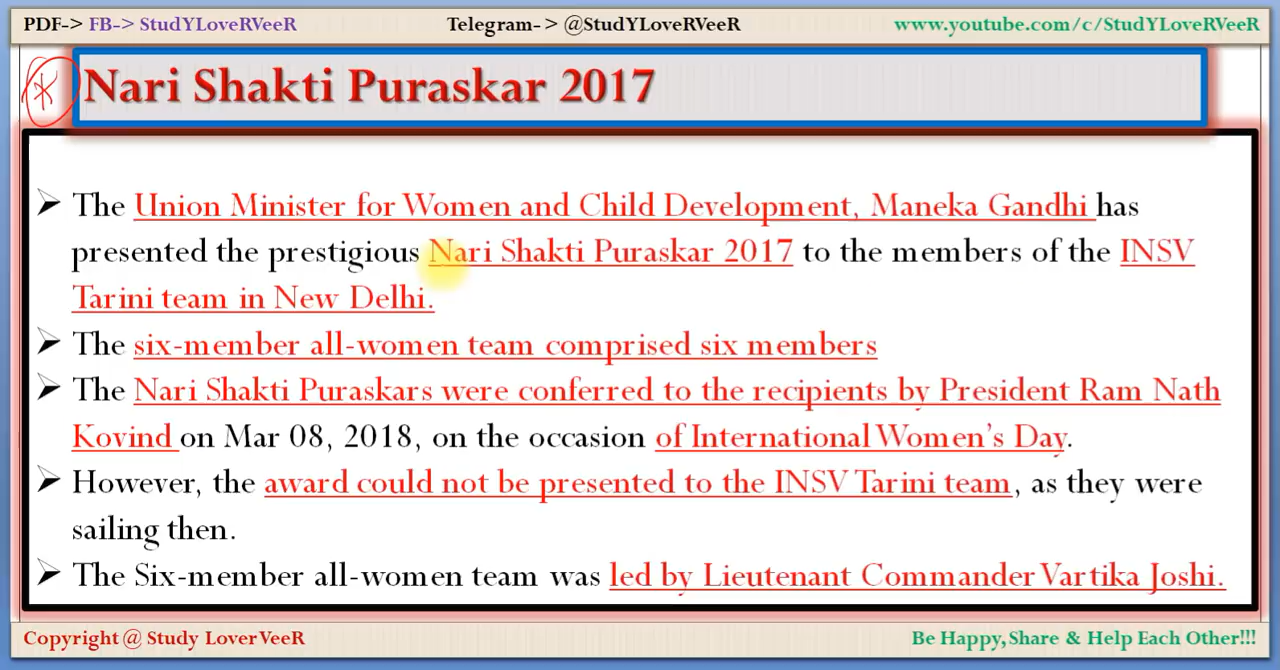 PDF-> FB-> StudYLoveRVeeR Telegram-> @StudYLoveRVeeR www.youtube.com/c/StudYLoveRVeeR
Nari Shakti Puraskar 2017
➢ The Union Minister for Women and Child Development, Maneka Gandhi has
presented the prestigious Nari Shakti Puraskar 2017 to the members of the INSV
Tarini team in New Delhi.
➢ The six-member all-women team comprised six members
➢ The Nari Shakti Puraskars were conferred to the recipients by President Ram Nath
Kovind on Mar 08, 2018, on the occasion of International Women's Day.
➢ However, the award could not be presented to the INSV Tarini team, as they were
sailing then.
➢ The Six-member all-women team was led by Lieutenant Commander Vartika Joshi.
Copyright @ Study LoverVeeR Be Happy,Share & Help Each Other!!!